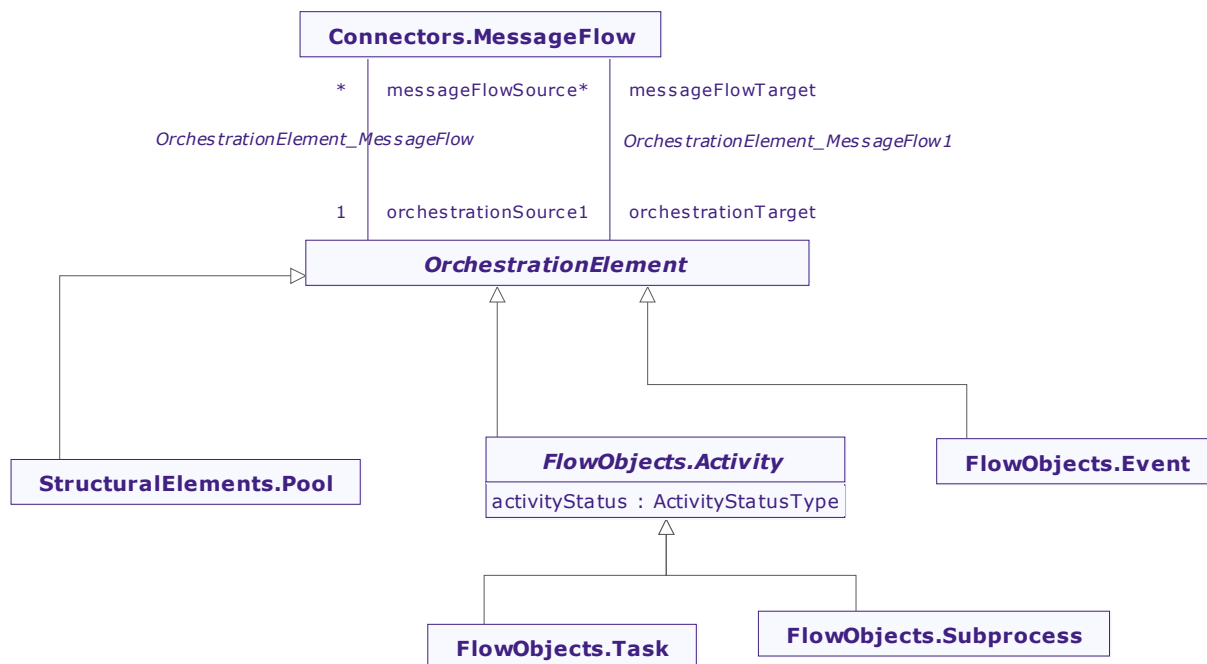 Connectors.MessageFlow
* messageFlowSource* messageFlowTarget
OrchestrationElement_MessageFlow OrchestrationElement_MessageFlow1
1 orchestrationSource1 orchestrationTarget
OrchestrationElement
StructuralElements.Pool
FlowObjects.Activity
activityStatus : ActivityStatusType
FlowObjects.Event
FlowObjects.Task
FlowObjects.Subprocess